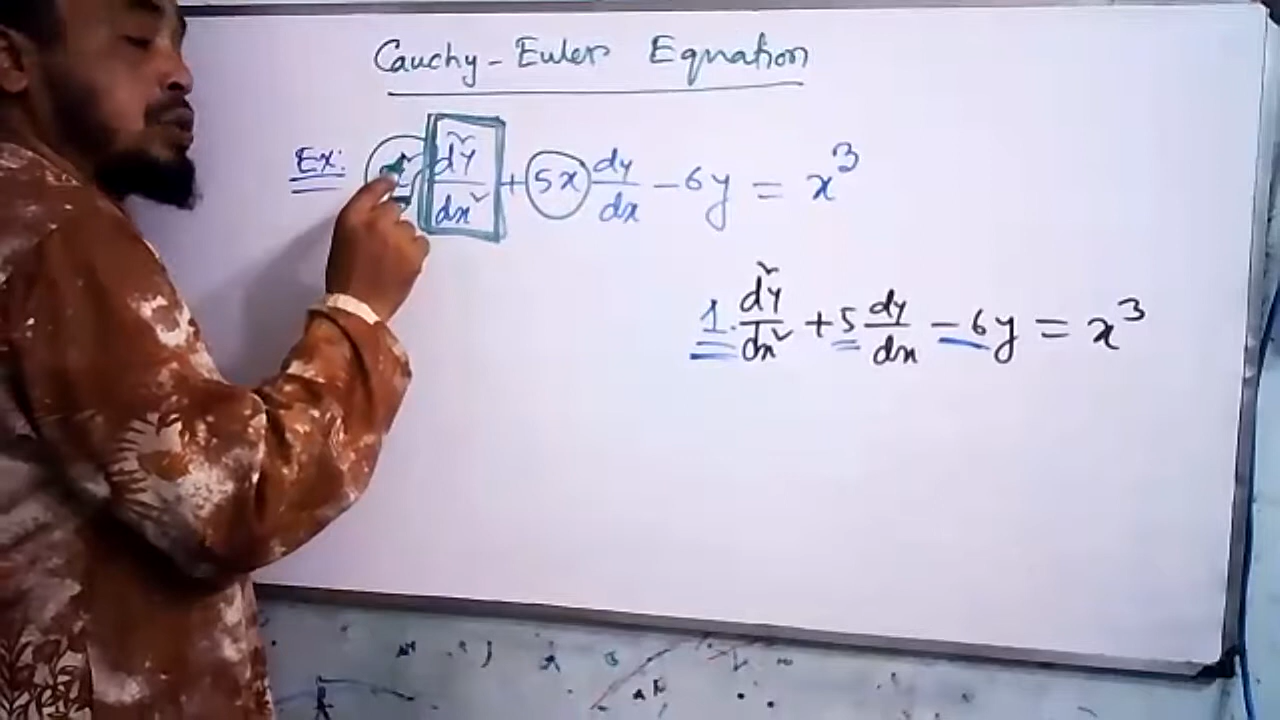 Cauchy-Euler Equation
Ex: d²y/dx² + 5x dy/dx - 6y = x³
1. d²y/dx² + 5 dy/dx - 6y = x³